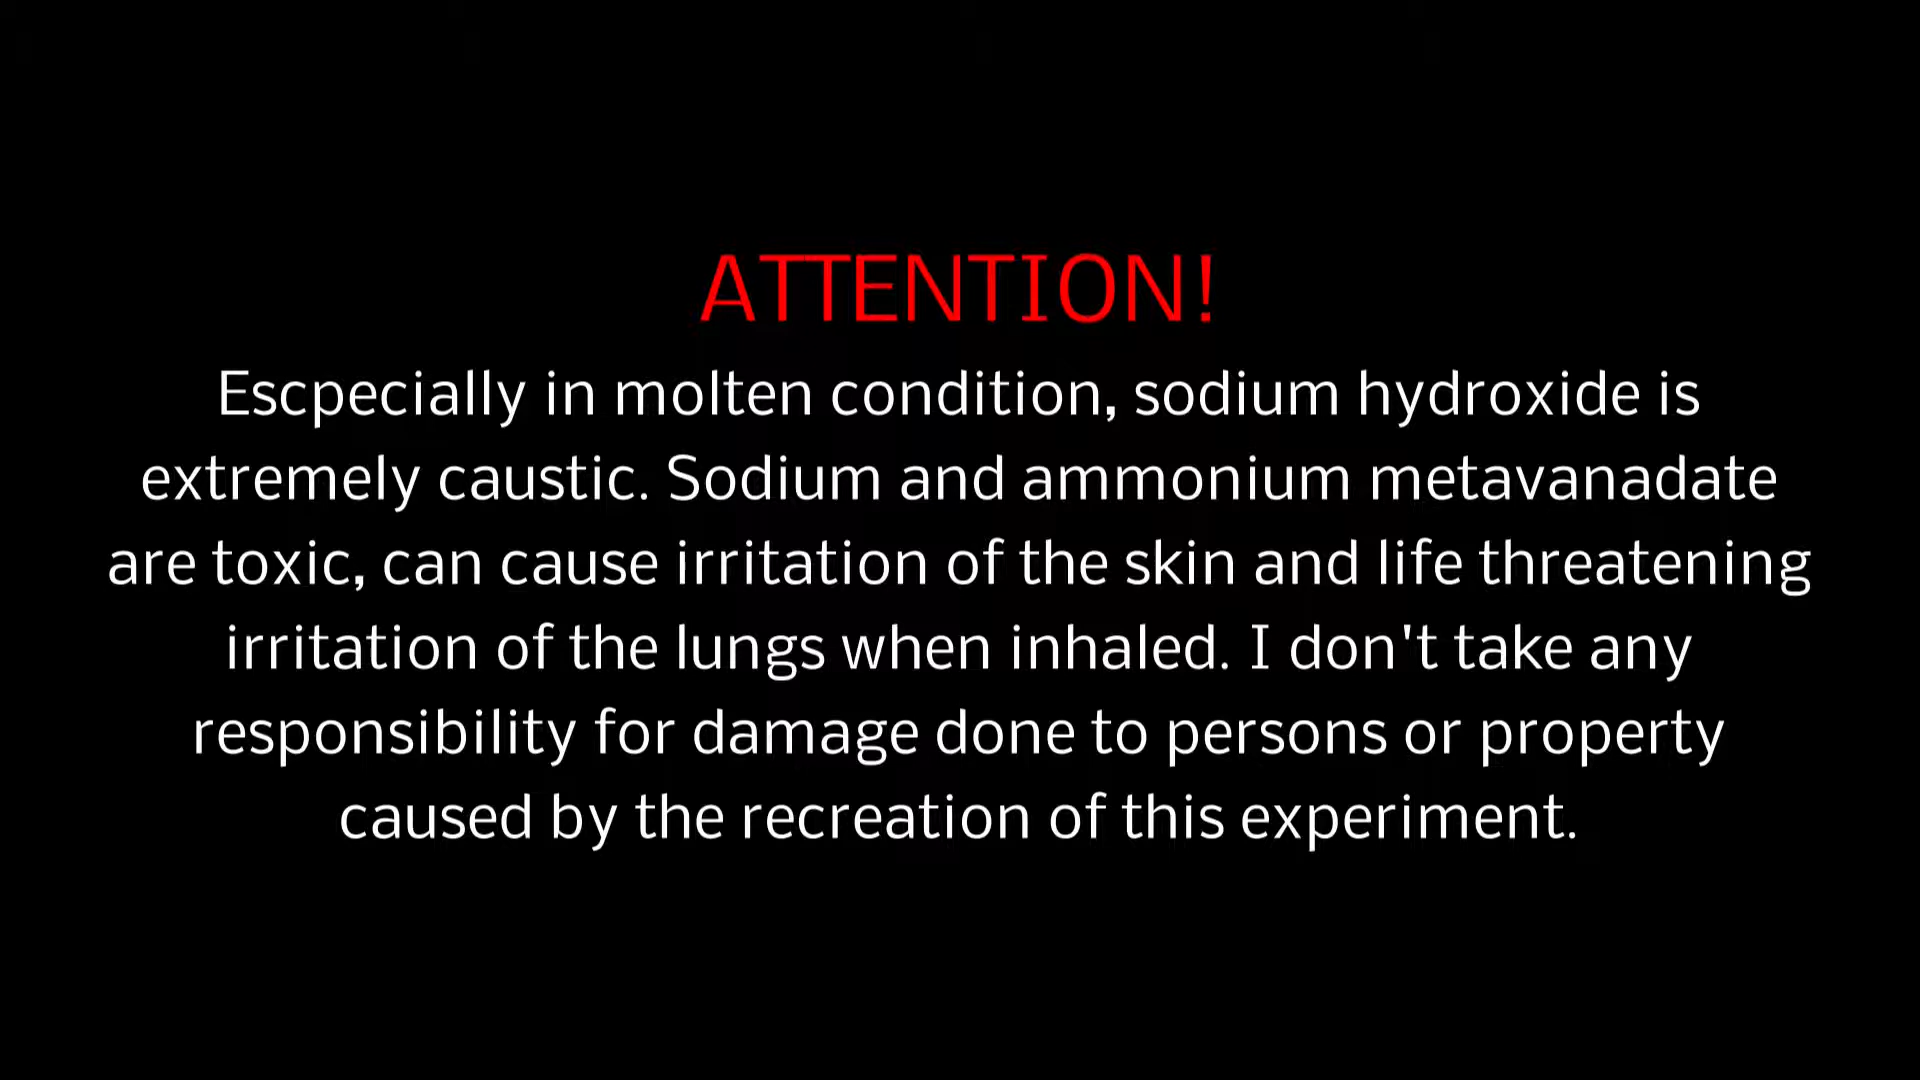 ATTENTION!
Escpecially in molten condition, sodium hydroxide is
extremely caustic. Sodium and ammonium metavanadate
are toxic, can cause irritation of the skin and life threatening
irritation of the lungs when inhaled. I don't take any
responsibility for damage done to persons or property
caused by the recreation of this experiment.